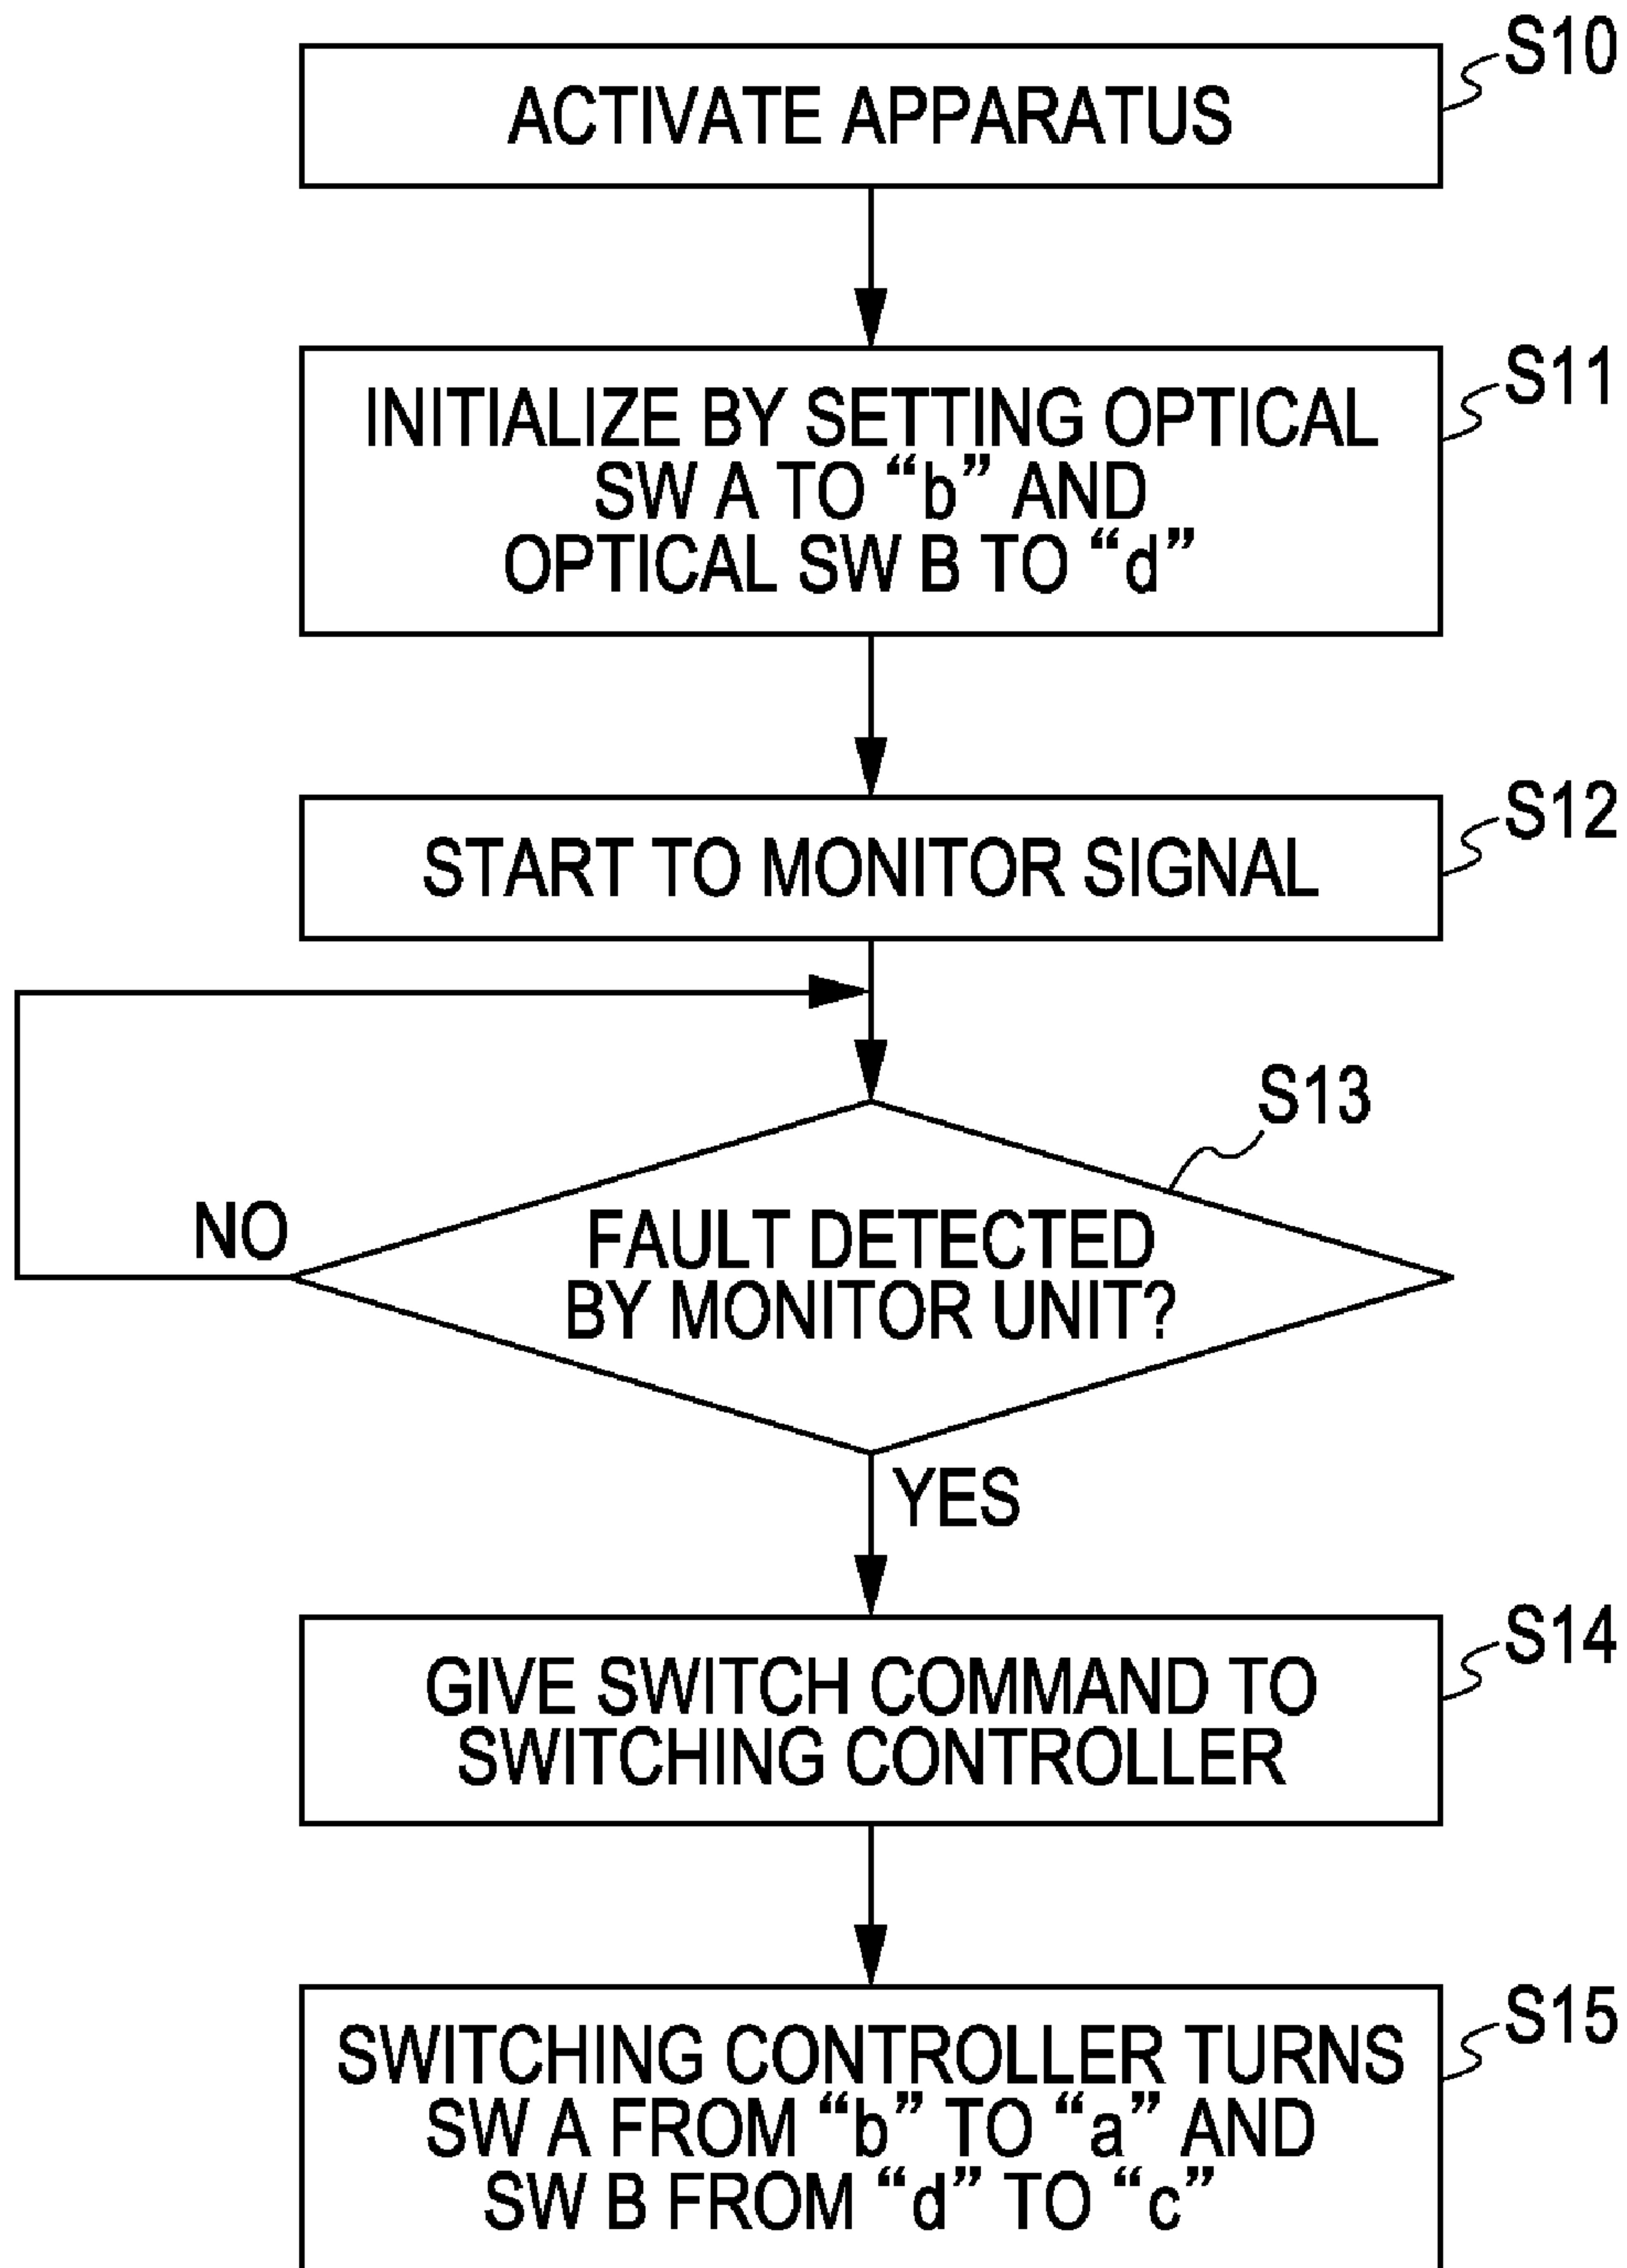 S10
ACTIVATE APPARATUS
S11
INITIALIZE BY SETTING OPTICAL
SW A TO “b” AND
OPTICAL SW B TO “d”
S12
START TO MONITOR SIGNAL
S13
FAULT DETECTED
BY MONITOR UNIT?
NO
YES
S14
GIVE SWITCH COMMAND TO
SWITCHING CONTROLLER
S15
SWITCHING CONTROLLER TURNS
SW A FROM “b” TO “a” AND
SW B FROM “d” TO “c”